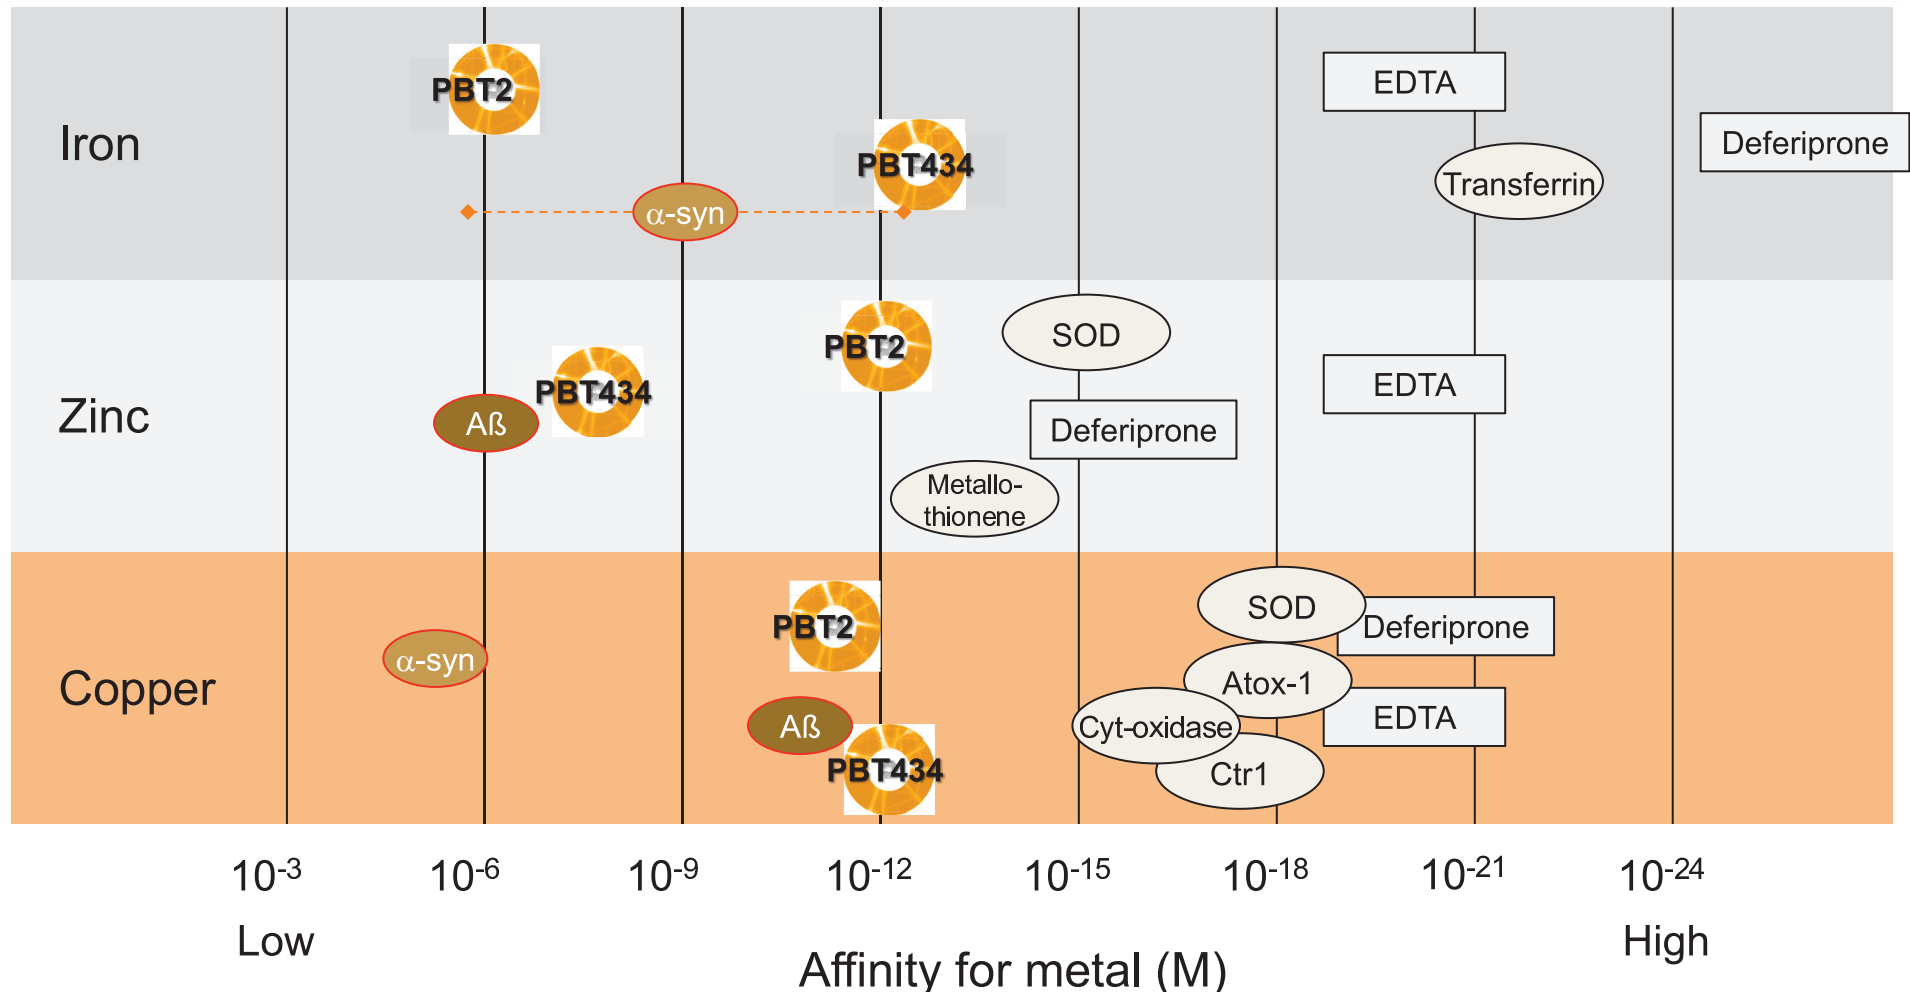 Iron
PBT2
EDTA
Deferiprone
PBT434
Transferrin
α-syn
Zinc
SOD
PBT2
PBT434
EDTA
Aß
Deferiprone
Metallo-
thionene
Copper
PBT2
SOD
Deferiprone
α-syn
Atox-1
Aß
Cyt-oxidase
EDTA
PBT434
Ctr1
10-3 10-6 10-9 10-12 10-15 10-18 10-21 10-24
Low High
Affinity for metal (M)